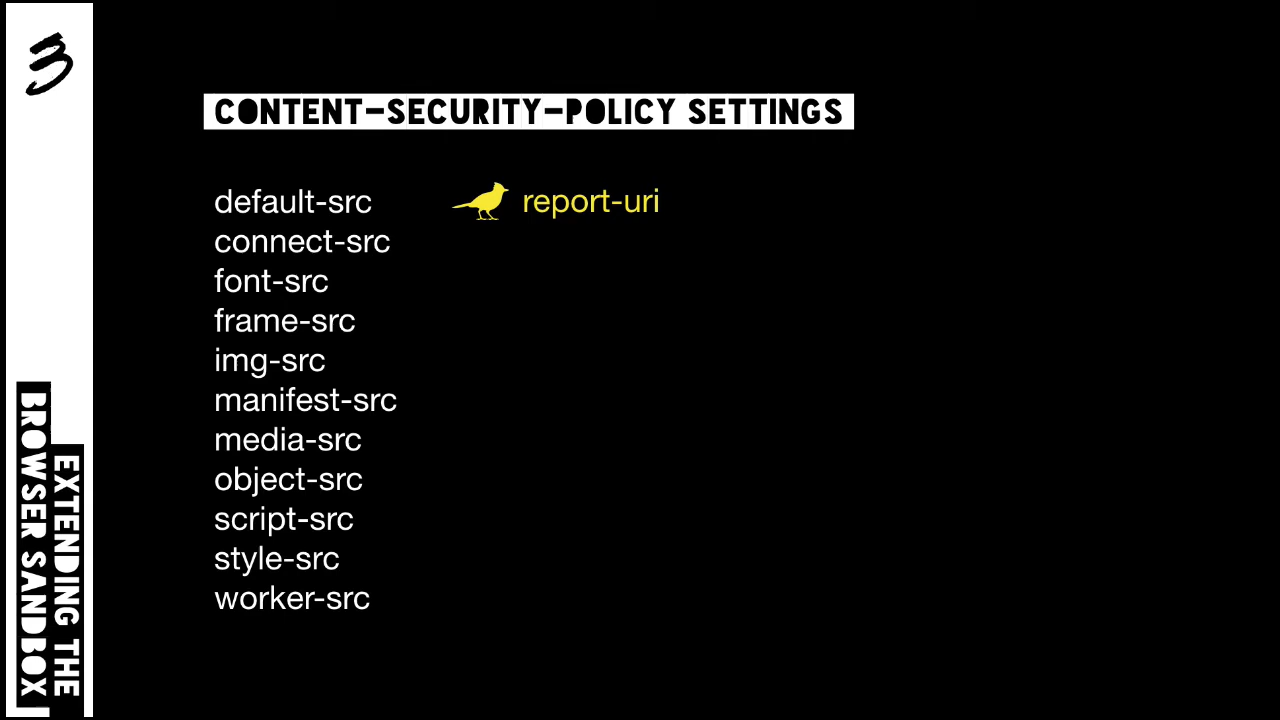 3
EXTENDING THE
BROWSER SANDBOX
CONTENT-SECURITY-POLICY SETTINGS
default-src
connect-src
font-src
frame-src
img-src
manifest-src
media-src
object-src
script-src
style-src
worker-src
report-uri